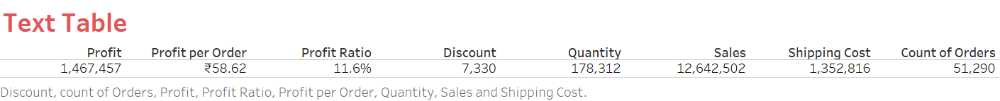 Text Table
Profit Profit per Order Profit Ratio Discount Quantity Sales Shipping Cost Count of Orders
1,467,457 ₹58.62 11.6% 7,330 178,312 12,642,502 1,352,816 51,290
Discount, count of Orders, Profit, Profit Ratio, Profit per Order, Quantity, Sales and Shipping Cost.